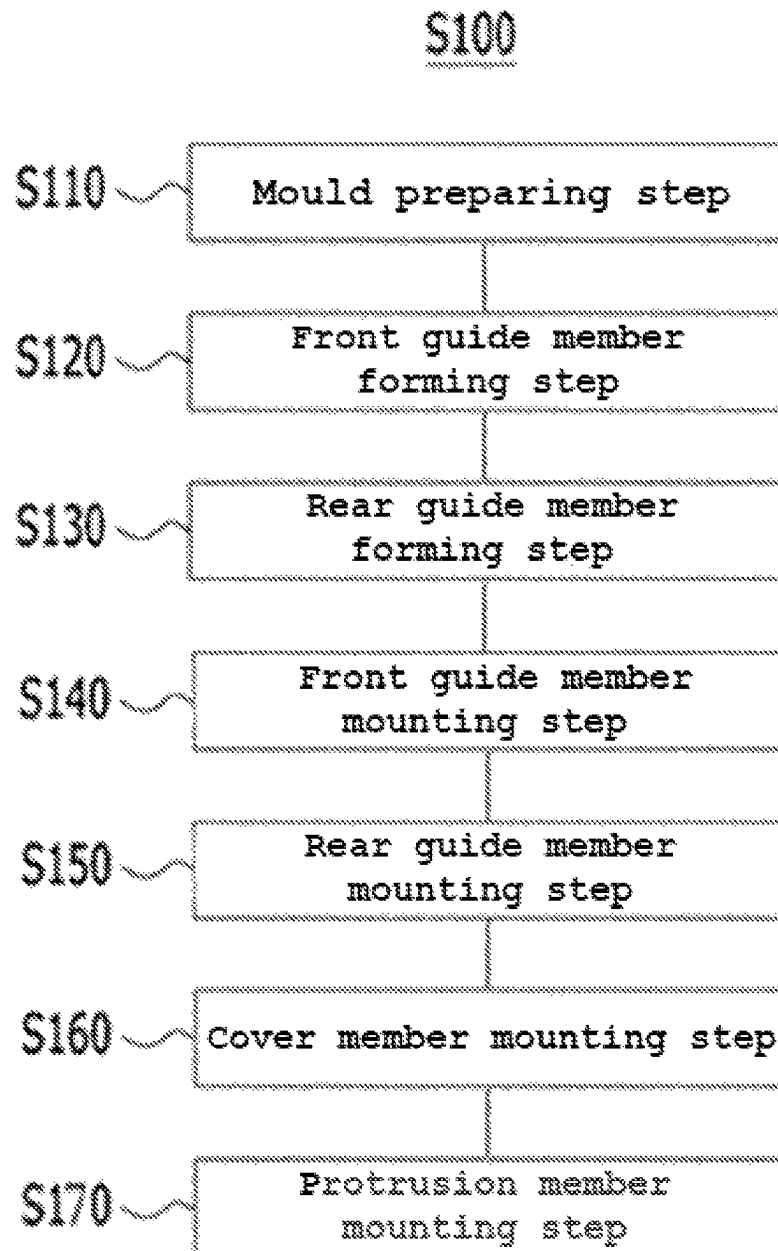 S100
S110
Mould preparing step
S120
Front guide member
forming step
S130
Rear guide member
forming step
S140
Front guide member
mounting step
S150
Rear guide member
mounting step
S160
Cover member mounting step
S170
Protrusion member
mounting step